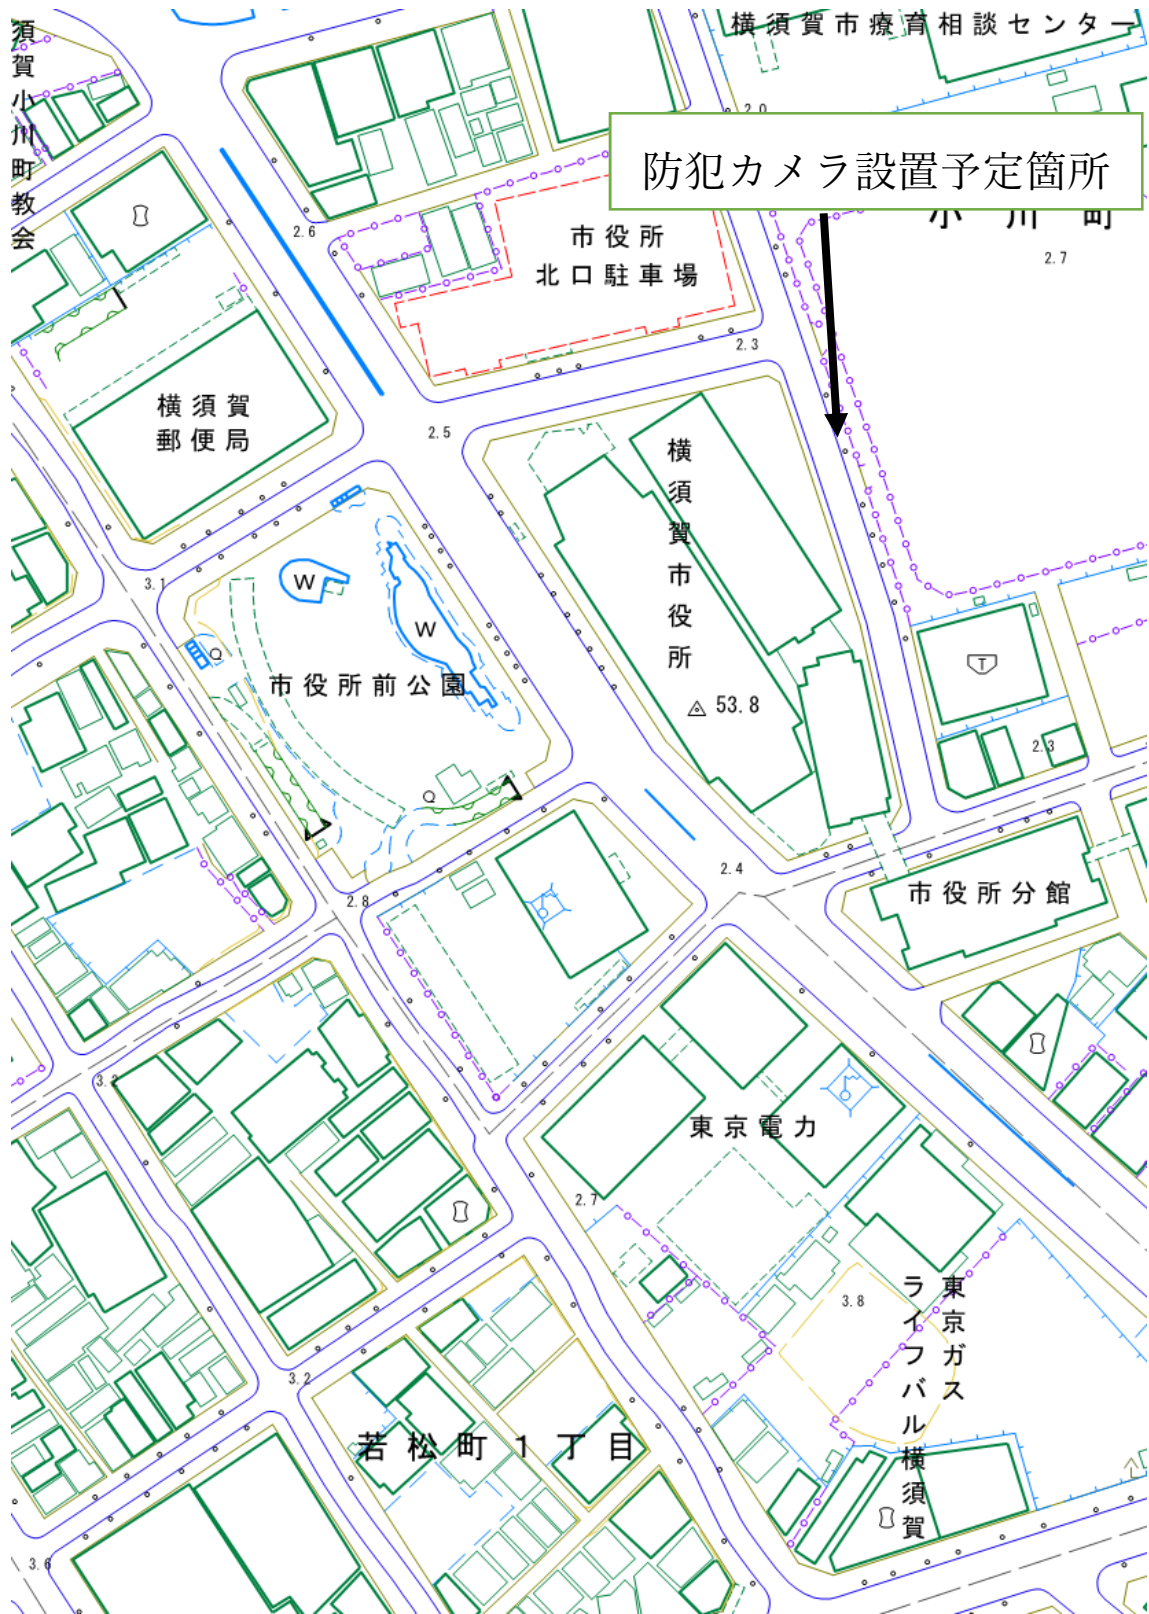 須賀小川町教会
横須賀市療育相談センター
2.0
防犯カメラ設置予定箇所
小川町
2.7
2.6
市役所
北口駐車場
2.3
横須賀
郵便局
2.5
横須賀市役所
3.1
W
W
Q
市役所前公園
53.8
T
2.3
Q
2.4
2.8
市役所分館
3.2
東京電力
2.7
3.8
東京ガス
ライフバル横須賀
3.2
若松町1丁目
3.6